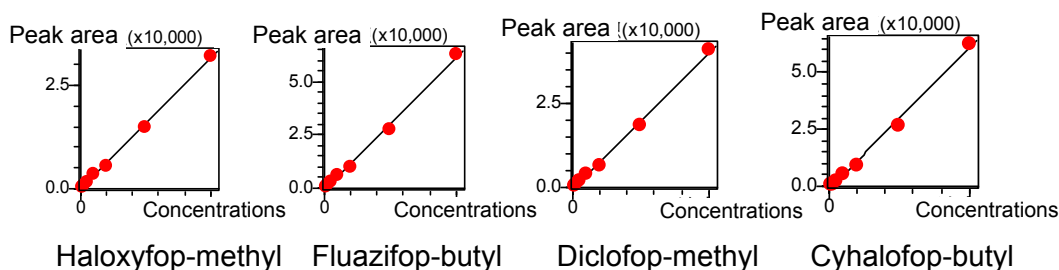 Peak area (x10,000)
2.5
0.0
0
Concentrations
Haloxyfop-methyl
Peak area (x10,000)
5.0
2.5
0.0
0
Concentrations
Fluazifop-butyl
Peak area (x10,000)
2.5
0.0
0
Concentrations
Diclofop-methyl
Peak area (x10,000)
5.0
2.5
0.0
0
Concentrations
Cyhalofop-butyl